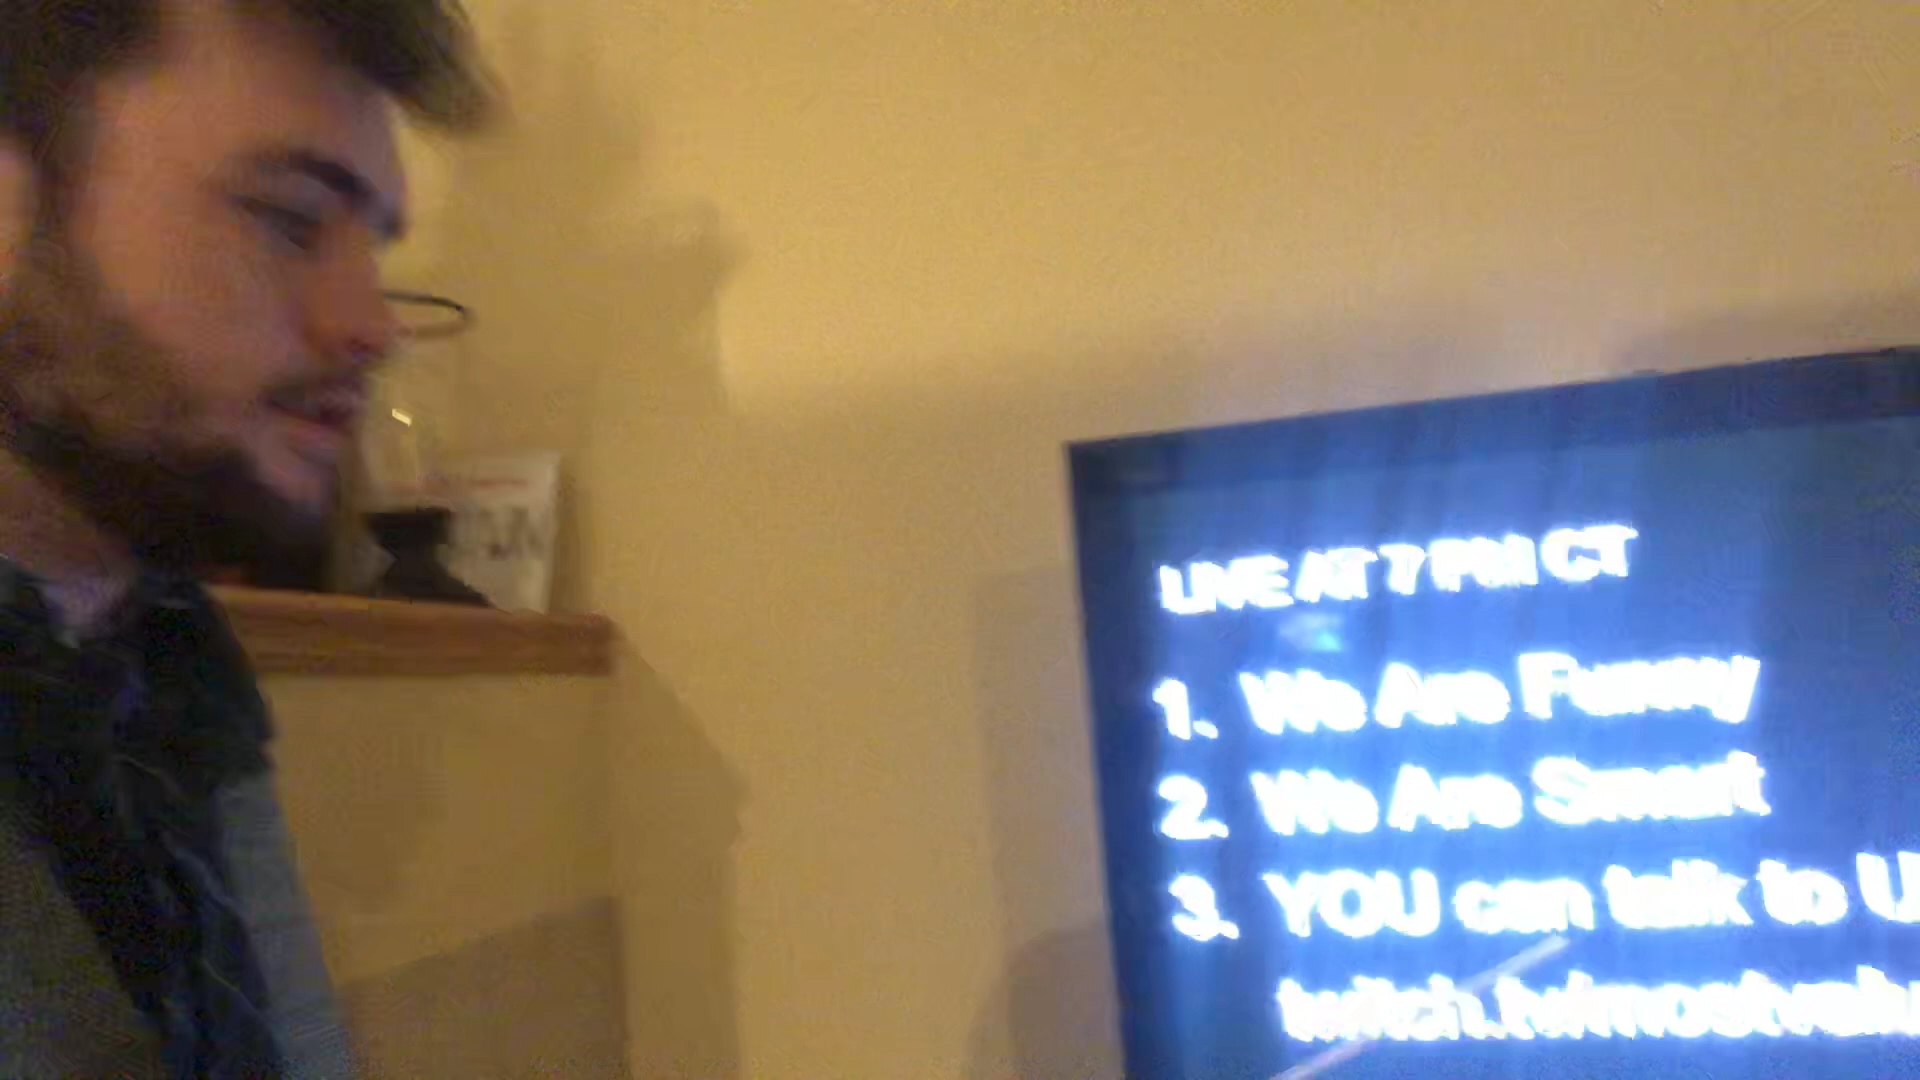 LIVE AT 7 PM CT
1. We Are Funny
2. We Are Smart
3. YOU can talk to